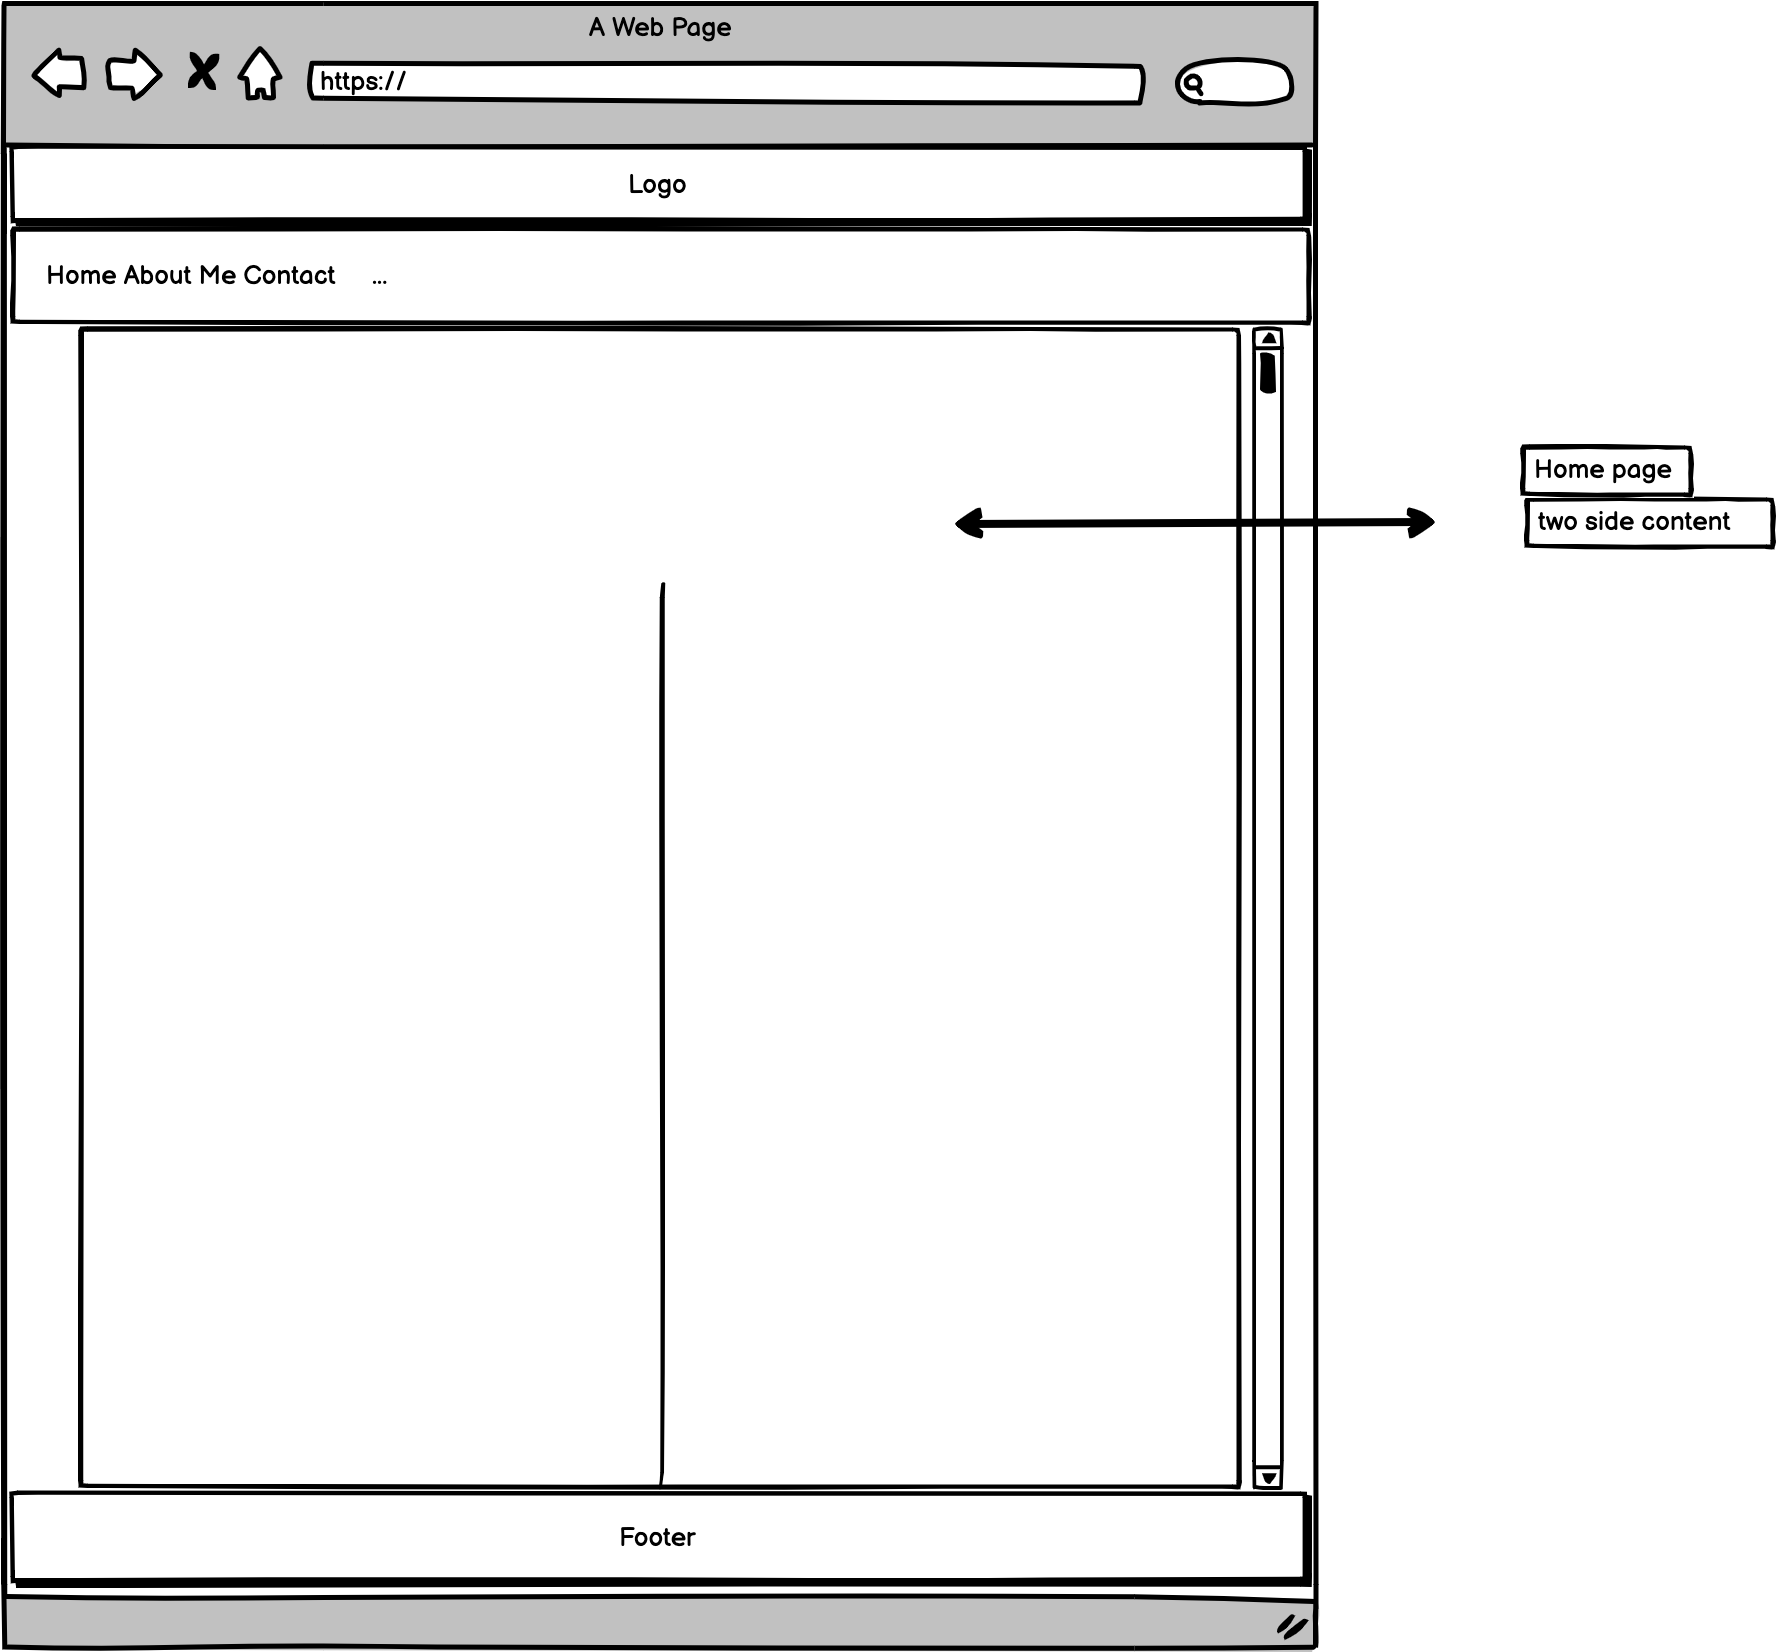 A Web Page
https://
Logo
Home About Me Contact ...
Home page
two side content
Footer